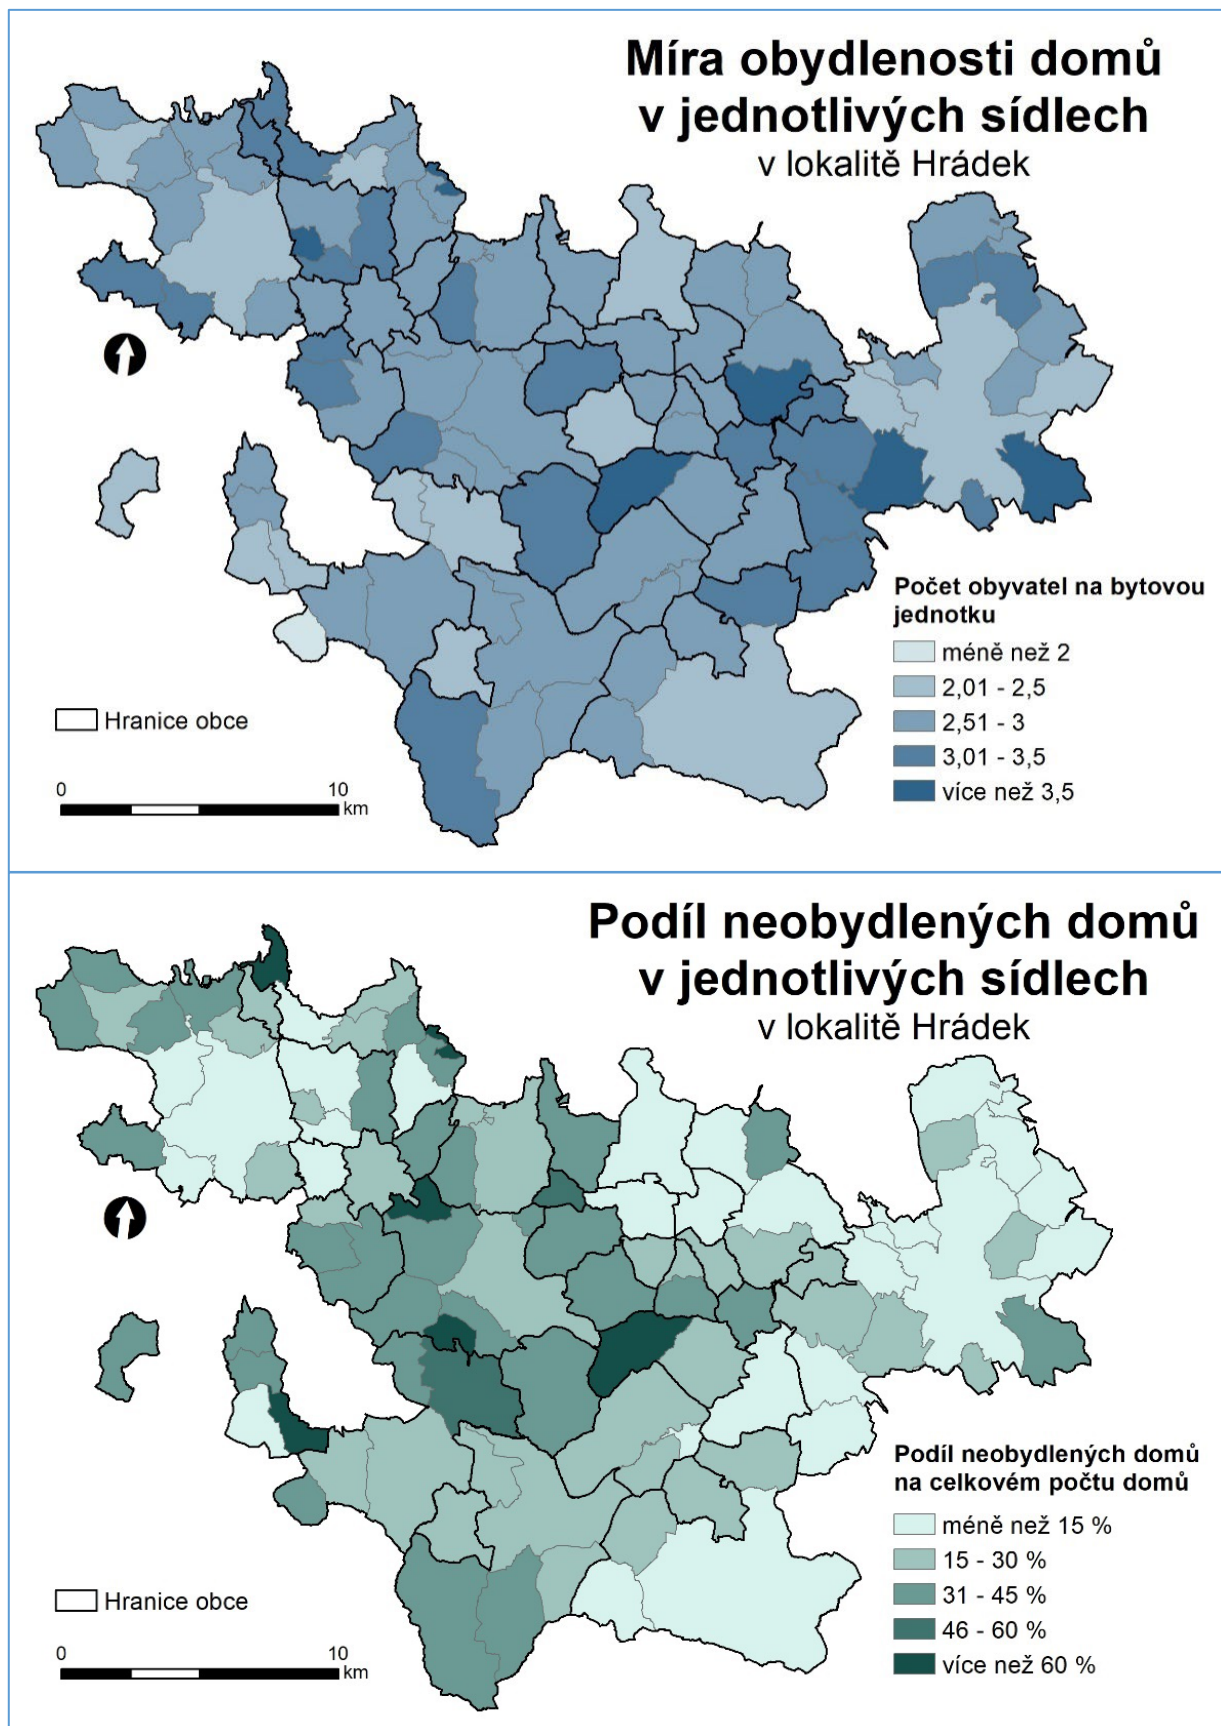 Míra obydlenosti domů
v jednotlivých sídlech
v lokalitě Hrádek
Počet obyvatel na bytovou
jednotku
méně než 2
2,01 - 2,5
2,51 - 3
3,01 - 3,5
více než 3,5
Hranice obce
0 10
km
Podíl neobydlených domů
v jednotlivých sídlech
v lokalitě Hrádek
Podíl neobydlených domů
na celkovém počtu domů
méně než 15 %
15 - 30 %
31 - 45 %
46 - 60 %
více než 60 %
Hranice obce
0 10
km